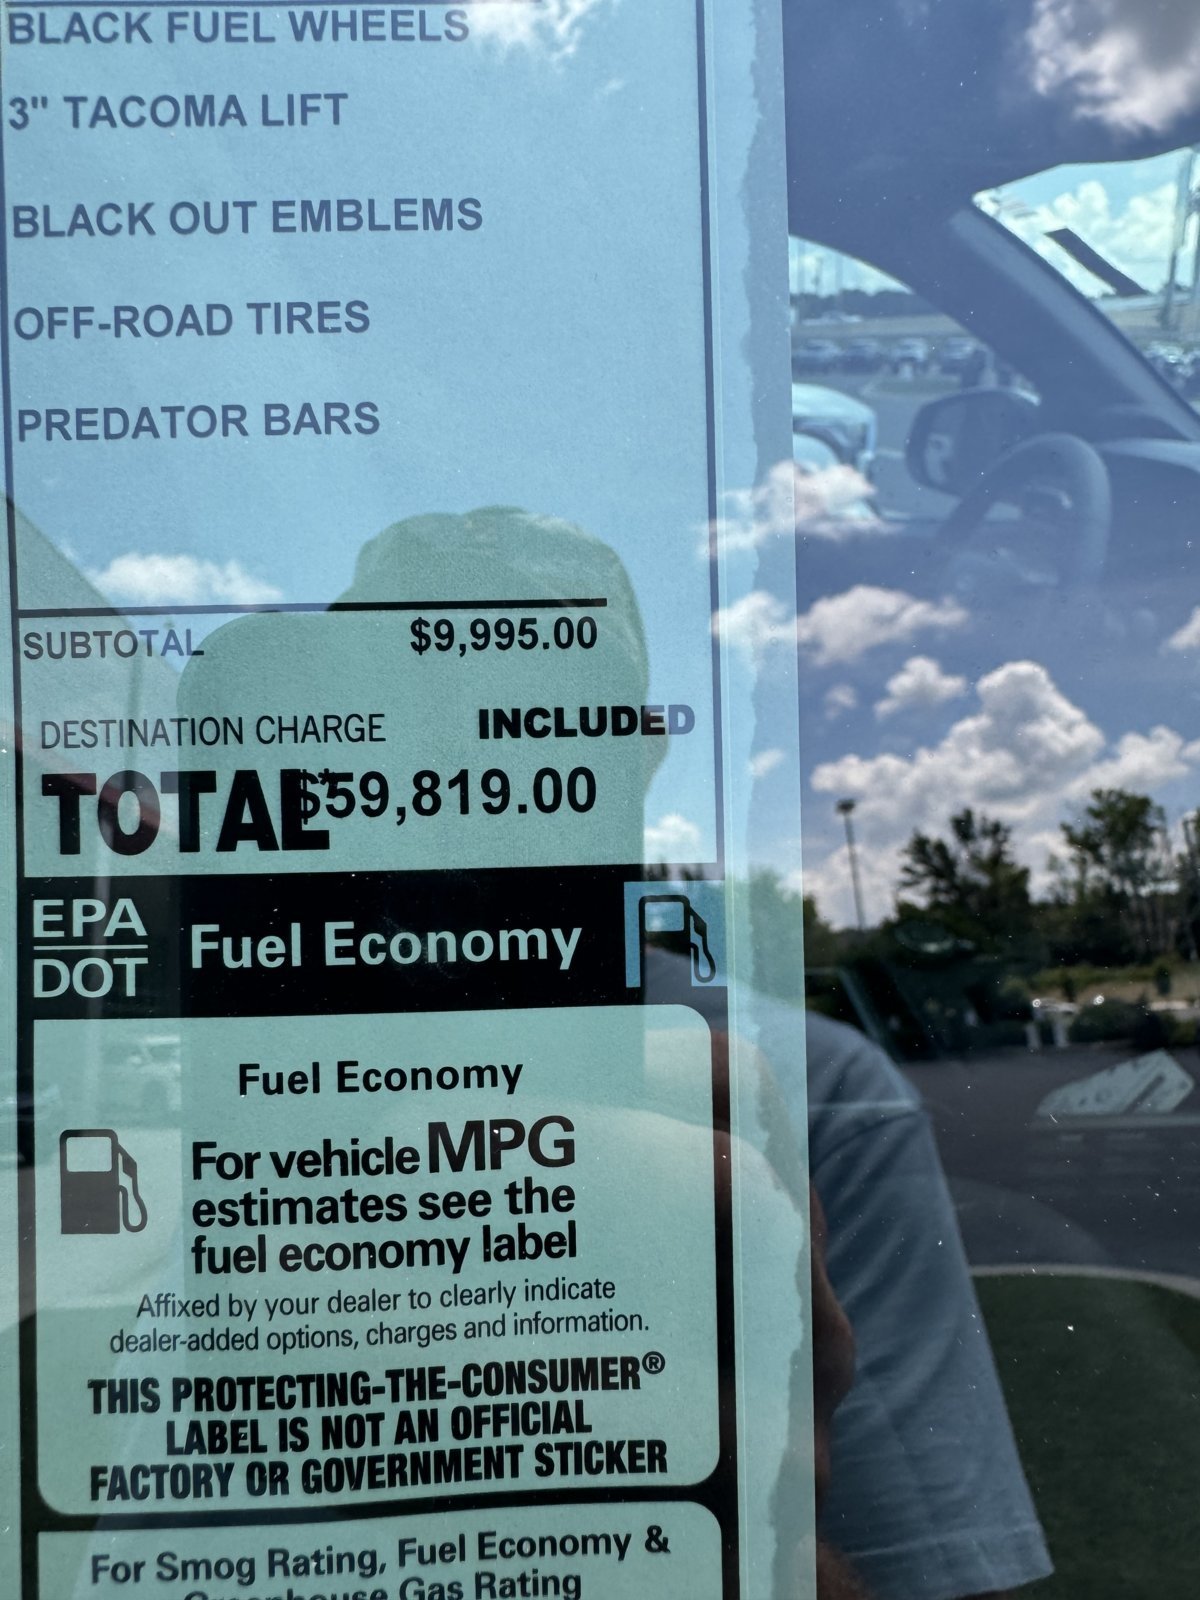 BLACK FUEL WHEELS
3" TACOMA LIFT
BLACK OUT EMBLEMS
OFF-ROAD TIRES
PREDATOR BARS
SUBTOTAL $9,995.00
DESTINATION CHARGE INCLUDED
TOTAL* $59,819.00
EPA
DOT
Fuel Economy
Fuel Economy
For vehicle MPG
estimates see the
fuel economy label
Affixed by your dealer to clearly indicate
dealer-added options, charges and information.
THIS PROTECTING-THE-CONSUMER®
LABEL IS NOT AN OFFICIAL
FACTORY OR GOVERNMENT STICKER
For Smog Rating, Fuel Economy &
Greenhouse Gas Rating